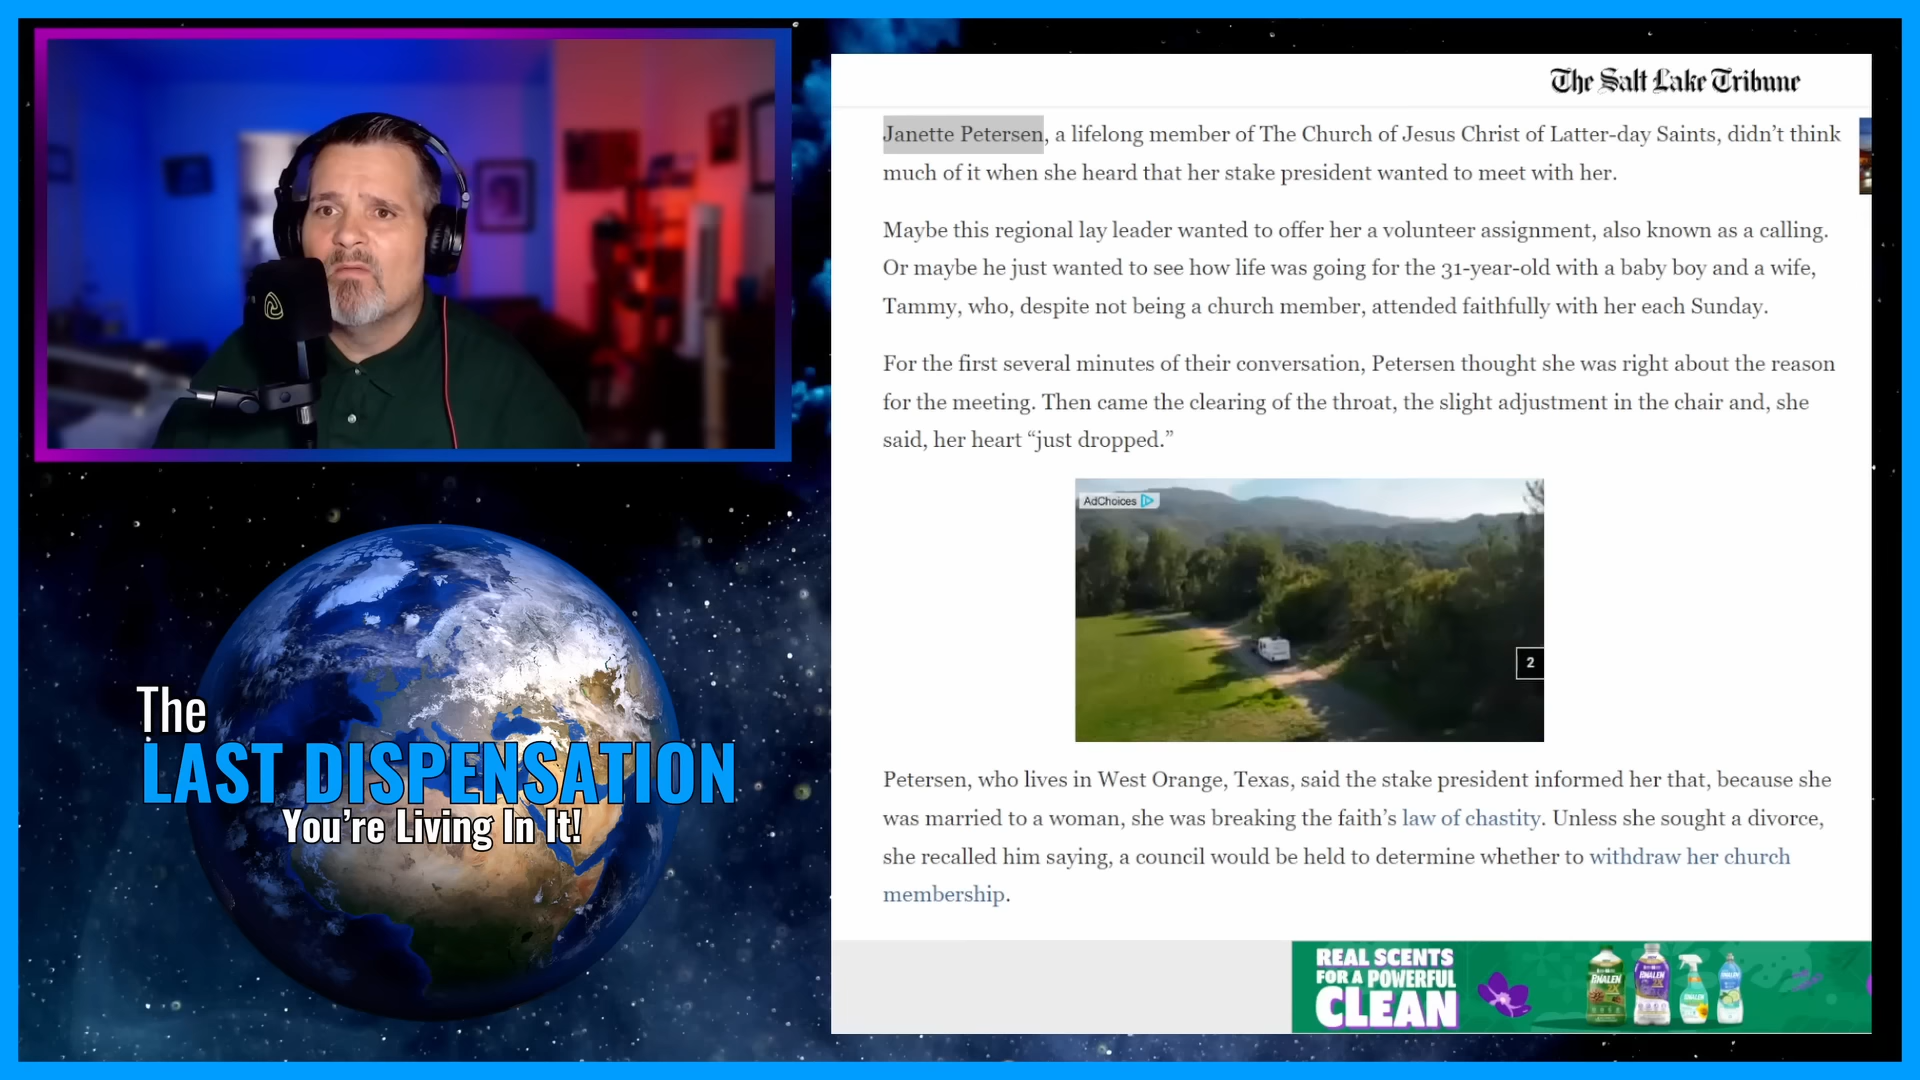 The Salt Lake Tribune
Janette Petersen, a lifelong member of The Church of Jesus Christ of Latter-day Saints, didn’t think
much of it when she heard that her stake president wanted to meet with her.
Maybe this regional lay leader wanted to offer her a volunteer assignment, also known as a calling.
Or maybe he just wanted to see how life was going for the 31-year-old with a baby boy and a wife,
Tammy, who, despite not being a church member, attended faithfully with her each Sunday.
For the first several minutes of their conversation, Petersen thought she was right about the reason
for the meeting. Then came the clearing of the throat, the slight adjustment in the chair and, she
said, her heart “just dropped.”
AdChoices
2
Petersen, who lives in West Orange, Texas, said the stake president informed her that, because she
was married to a woman, she was breaking the faith’s law of chastity. Unless she sought a divorce,
she recalled him saying, a council would be held to determine whether to withdraw her church
membership.
The
LAST DISPENSATION
You’re Living In It!
REAL SCENTS
FOR A POWERFUL
CLEAN